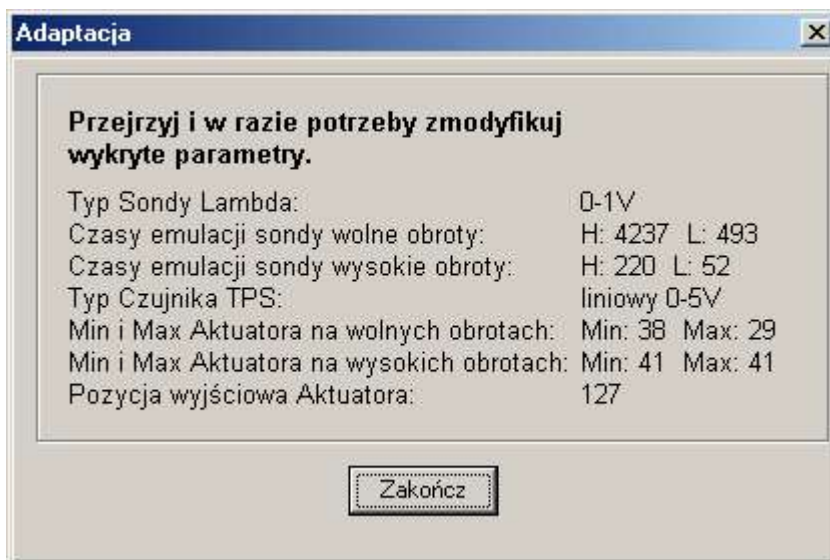 Adaptacja
Przejrzyj i w razie potrzeby zmodyfikuj
wykryte parametry.
Typ Sondy Lambda: 0-1V
Czasy emulacji sondy wolne obroty: H: 4237 L: 493
Czasy emulacji sondy wysokie obroty: H: 220 L: 52
Typ Czujnika TPS: liniowy 0-5V
Min i Max Aktuatora na wolnych obrotach: Min: 38 Max: 29
Min i Max Aktuatora na wysokich obrotach: Min: 41 Max: 41
Pozycja wyjściowa Aktuatora: 127
Zakończ